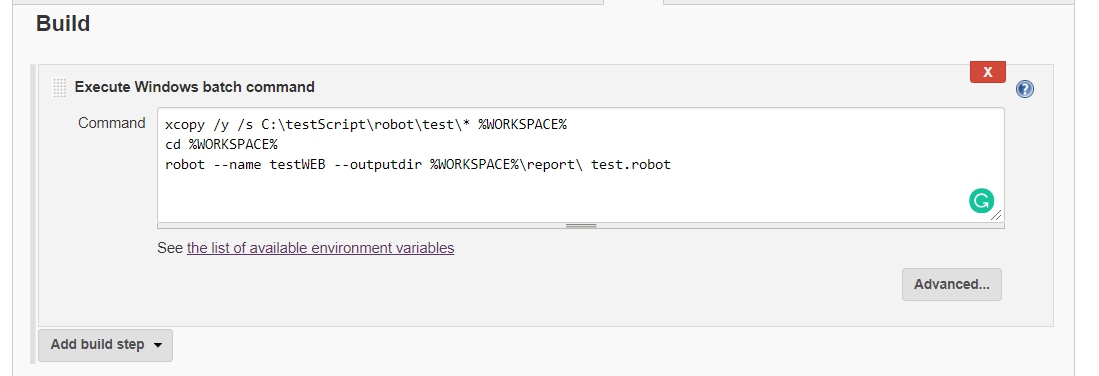 Build
Execute Windows batch command
X
?
Command
xcopy /y /s C:\testScript\robot\test\* %WORKSPACE%
cd %WORKSPACE%
robot --name testWEB --outputdir %WORKSPACE%\report\ test.robot
G
See the list of available environment variables
Advanced...
Add build step